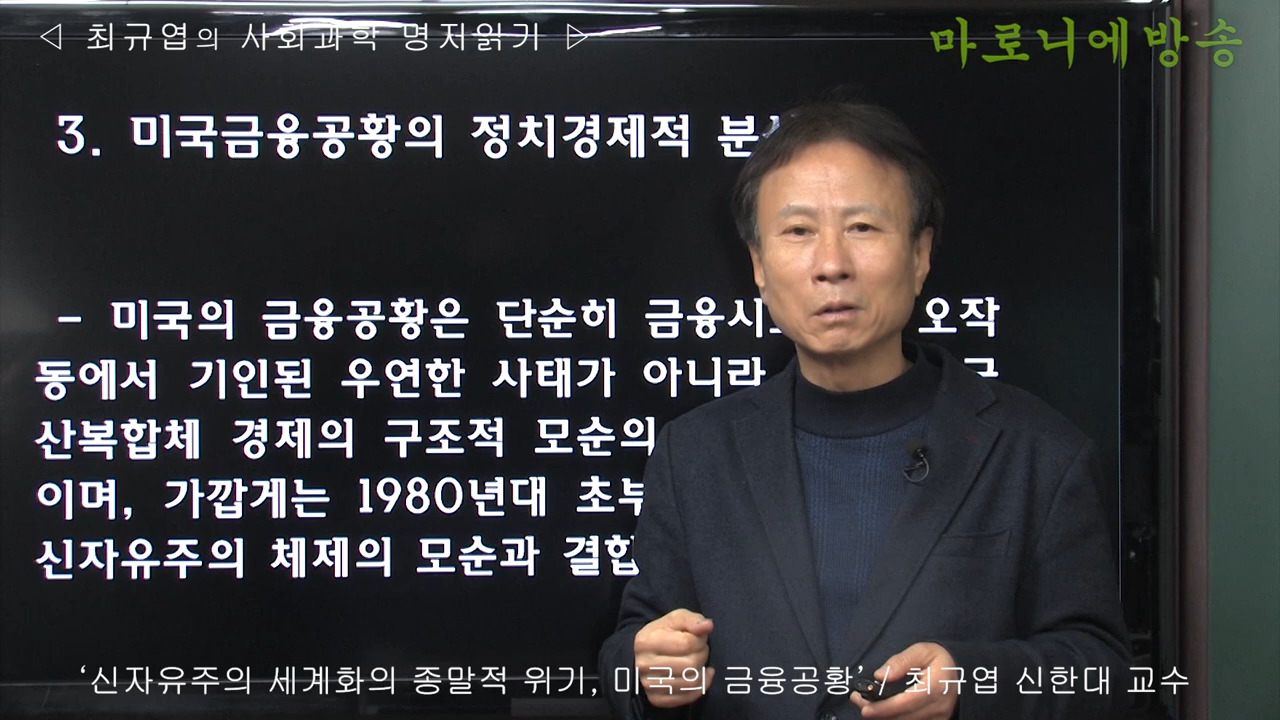 ◁ 최규엽의 사회과학 명저읽기 ▷
마로니에방송
3. 미국금융공황의 정치경제적
– 미국의 금융공황은 단순히 오작
동에서 기인된 우연한 사태가 아니라
산복합체 경제의 구조적 모순의
이며, 가깝게는 1980년대
신자유주의 체제의 모순과
‘신자유주의 세계화의 종말적 위기, 미국의 금융공황’ / 최규엽 신한대 교수